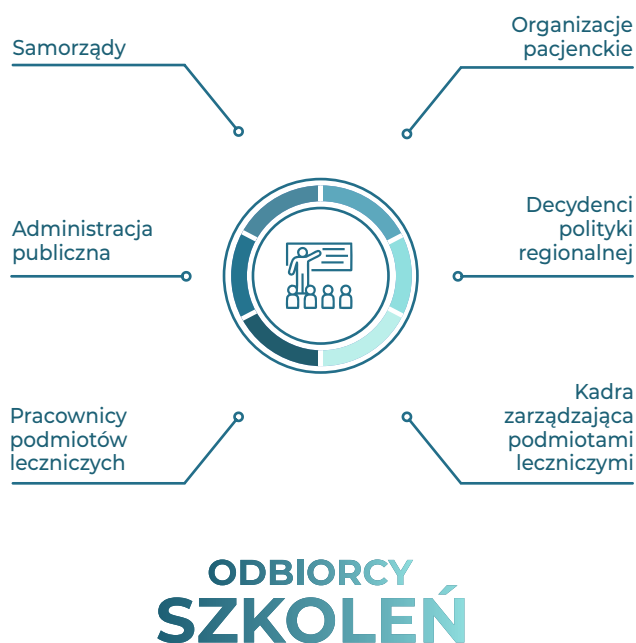 Samorządy
Organizacje
pacjenckie
Administracja
publiczna
Decydenci
polityki
regionalnej
Pracownicy
podmiotów
leczniczych
Kadra
zarządzająca
podmiotami
leczniczymi
ODBIORCY
SZKOLEŃ